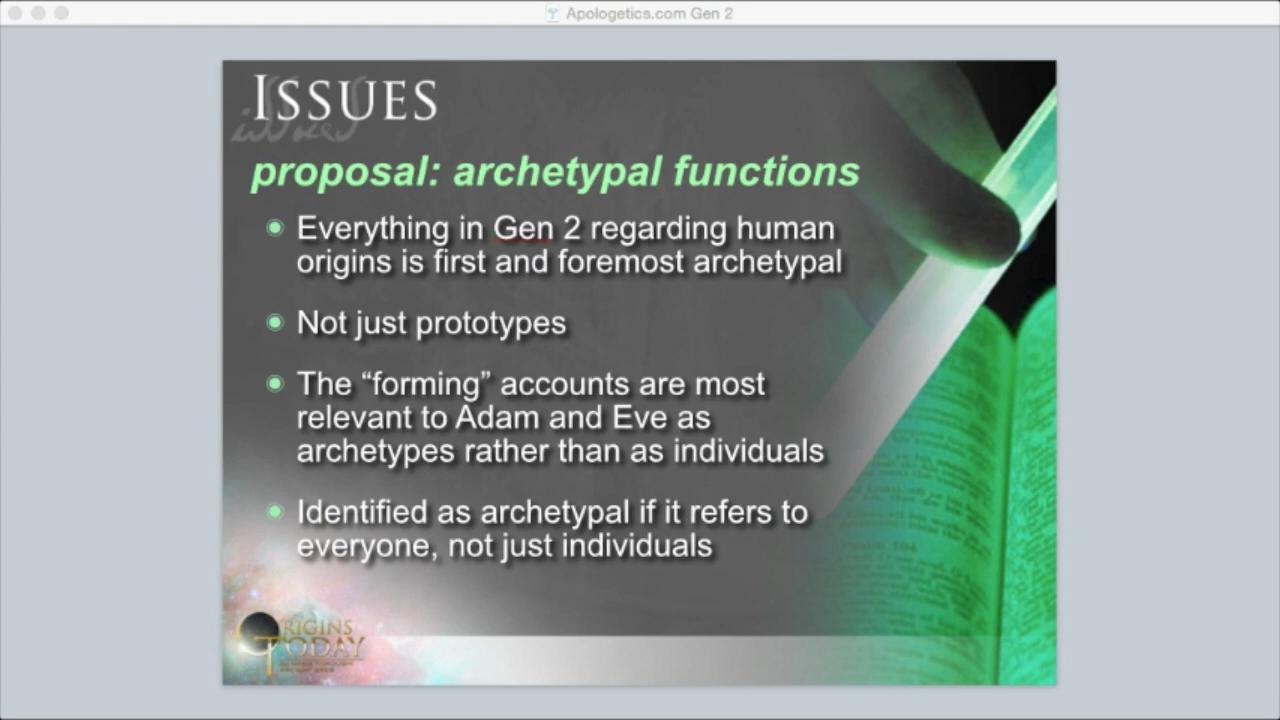 Apologetics.com Gen 2
Issues
issues
proposal: archetypal functions
Everything in Gen 2 regarding human
origins is first and foremost archetypal
Not just prototypes
The “forming” accounts are most
relevant to Adam and Eve as
archetypes rather than as individuals
Identified as archetypal if it refers to
everyone, not just individuals
ORIGINS
TODAY